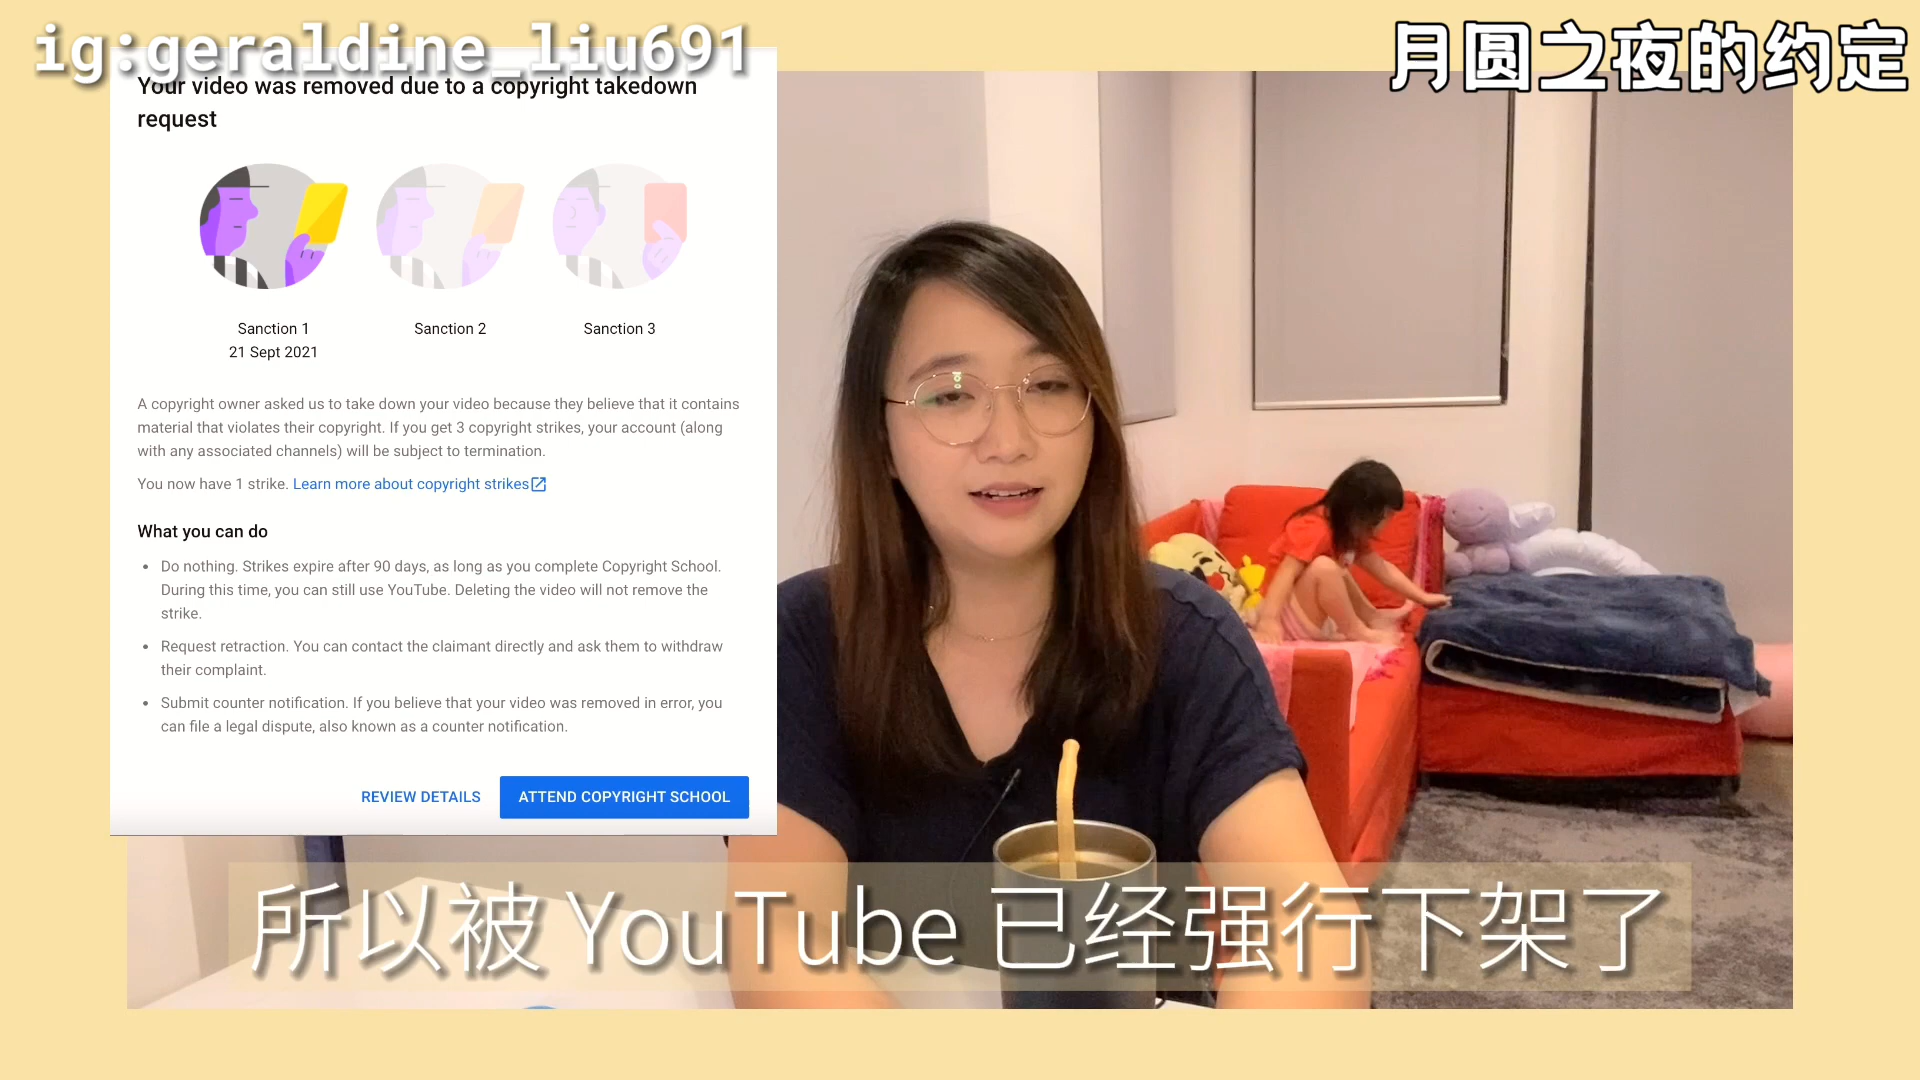 ig:geraldine_liu691
月圆之夜的约定
Your video was removed due to a copyright takedown
request
Sanction 1
21 Sept 2021
Sanction 2
Sanction 3
A copyright owner asked us to take down your video because they believe that it contains
material that violates their copyright. If you get 3 copyright strikes, your account (along
with any associated channels) will be subject to termination.
You now have 1 strike. Learn more about copyright strikes
What you can do
• Do nothing. Strikes expire after 90 days, as long as you complete Copyright School.
During this time, you can still use YouTube. Deleting the video will not remove the
strike.
• Request retraction. You can contact the claimant directly and ask them to withdraw
their complaint.
• Submit counter notification. If you believe that your video was removed in error, you
can file a legal dispute, also known as a counter notification.
REVIEW DETAILS
ATTEND COPYRIGHT SCHOOL
所以被 YouTube 已经强行下架了